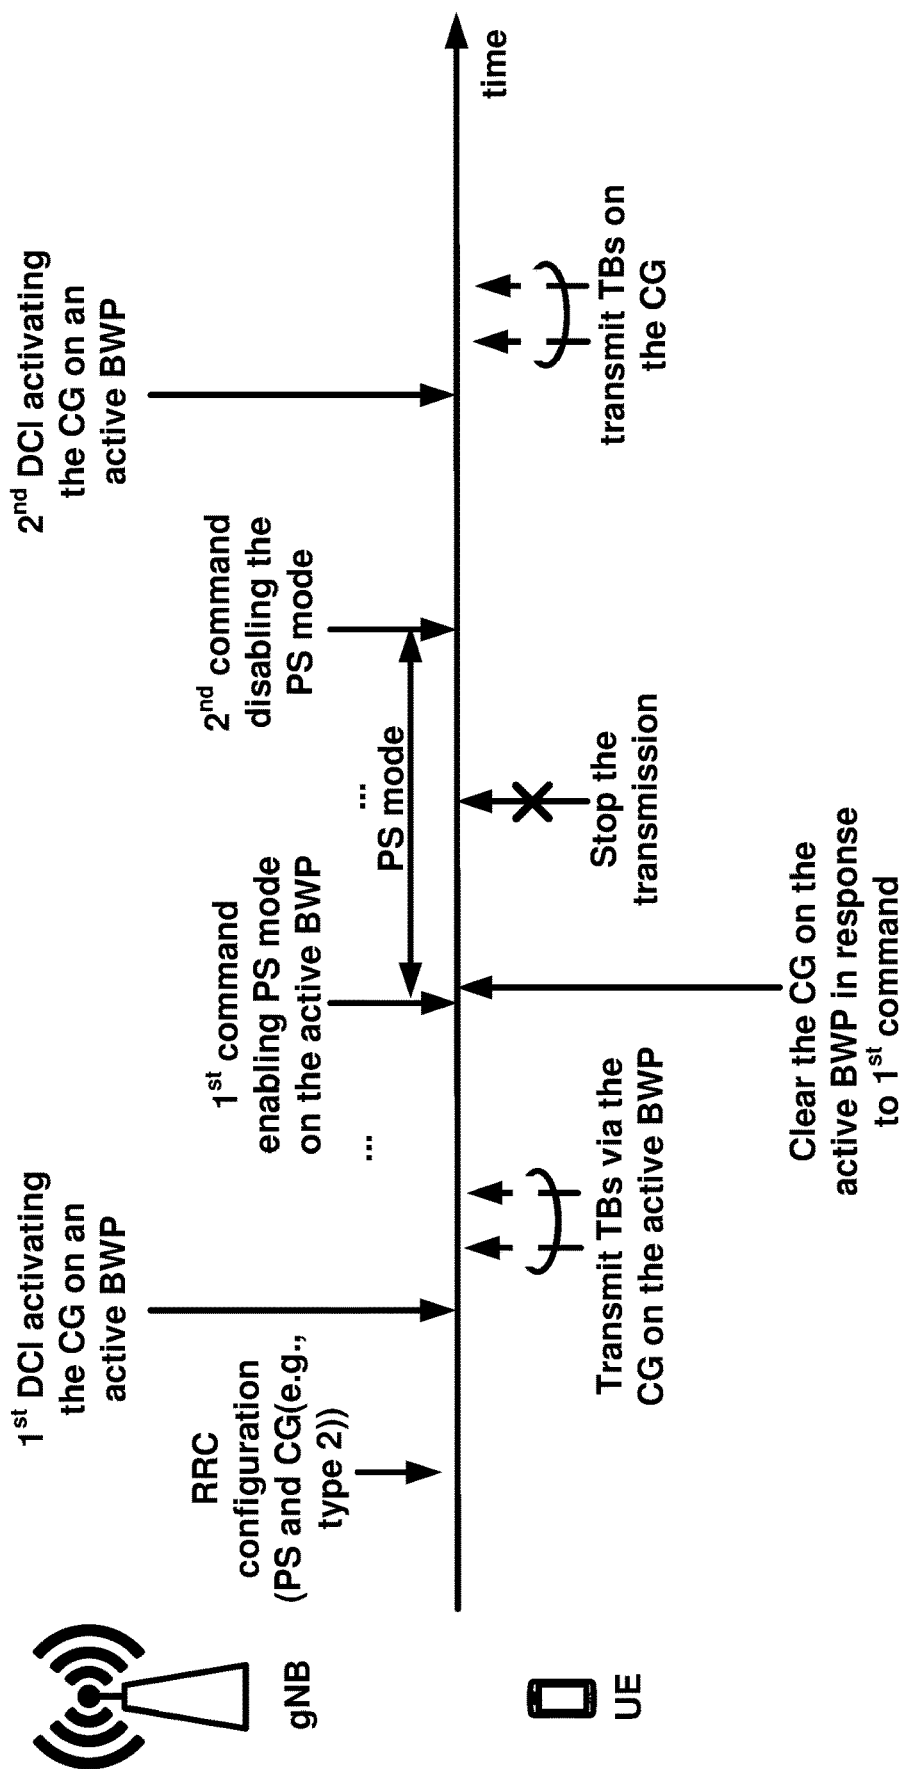 gNB
UE
RRC
configuration
(PS and CG(e.g.,
type 2))
1st DCI activating
the CG on an
active BWP
Transmit TBs via the
CG on the active BWP
...
1st command
enabling PS mode
on the active BWP
Clear the CG on the
active BWP in response
to 1st command
PS mode
...
Stop the
transmission
2nd command
disabling the
PS mode
2nd DCI activating
the CG on an
active BWP
transmit TBs on
the CG
time